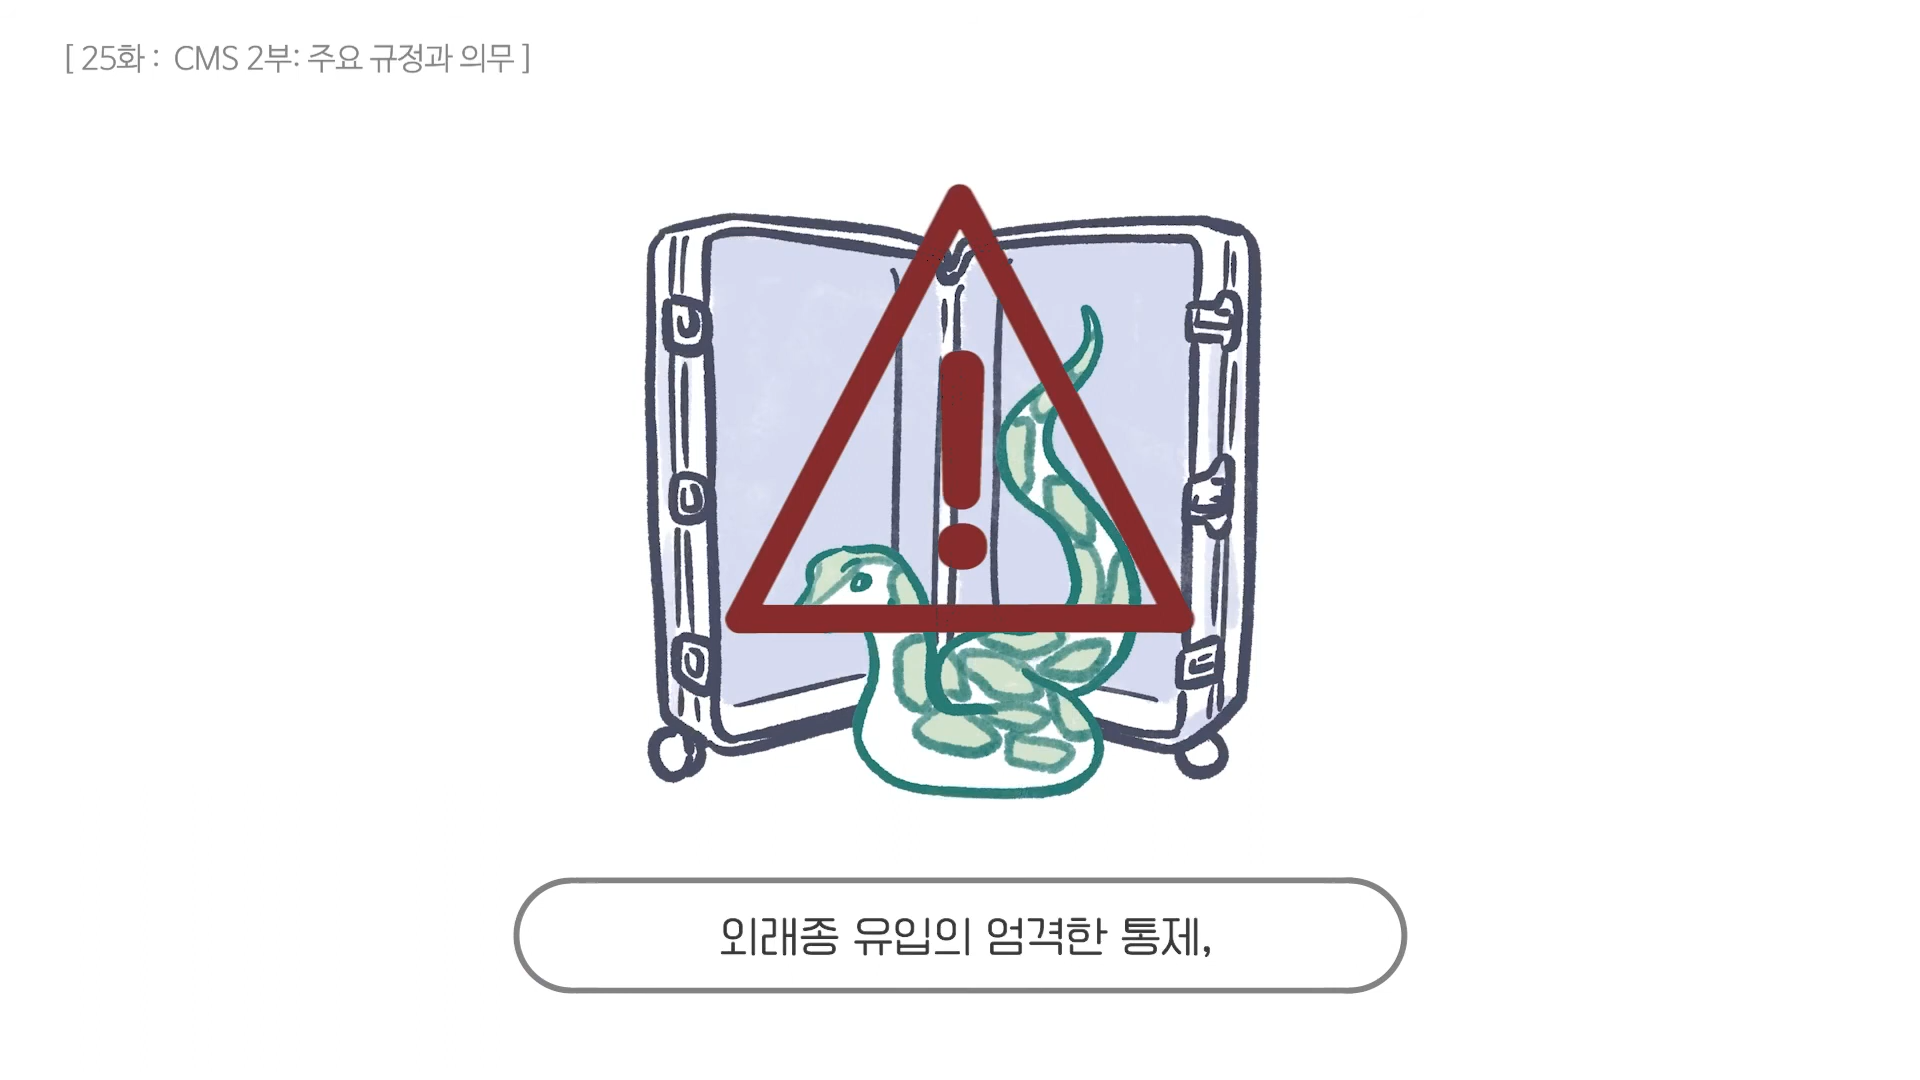 [ 25화 : CMS 2부: 주요 규정과 의무 ]
외래종 유입의 엄격한 통제,